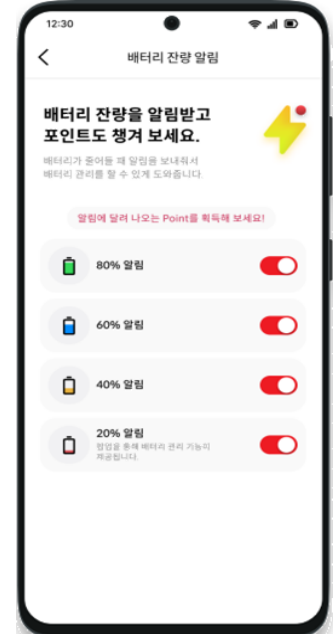 12:30
배터리 잔량 알림
배터리 잔량을 알림받고
포인트도 챙겨 보세요.
배터리가 줄어들 때 알림을 보내줘서
배터리 관리를 할 수 있게 도와줍니다.
알림에 달려 나오는 Point를 획득해 보세요!
80% 알림
60% 알림
40% 알림
20% 알림
팝업을 통해 배터리 관리 기능이
제공됩니다.